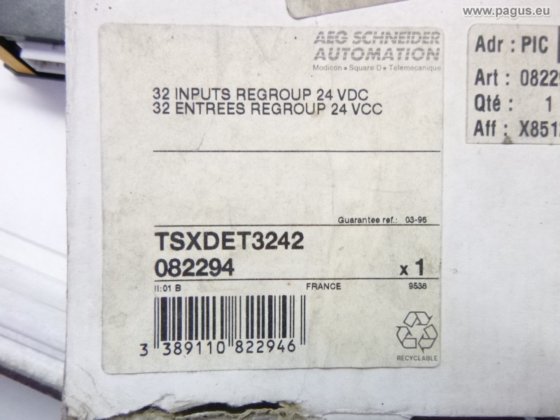 www.pagus.eu
AEG SCHNEIDER
AUTOMATION
Modicon • Square D • Télémecanique
32 INPUTS REGROUP 24 VDC
32 ENTREES REGROUP 24 VCC
Guarantee ref.: 03-95
TSXDET3242
082294 x 1
II:01 B FRANCE 9538
3 389110 822946
RECYCLABLE
Adr : PIC
Art : 0822
Qté : 1
Aff : X851